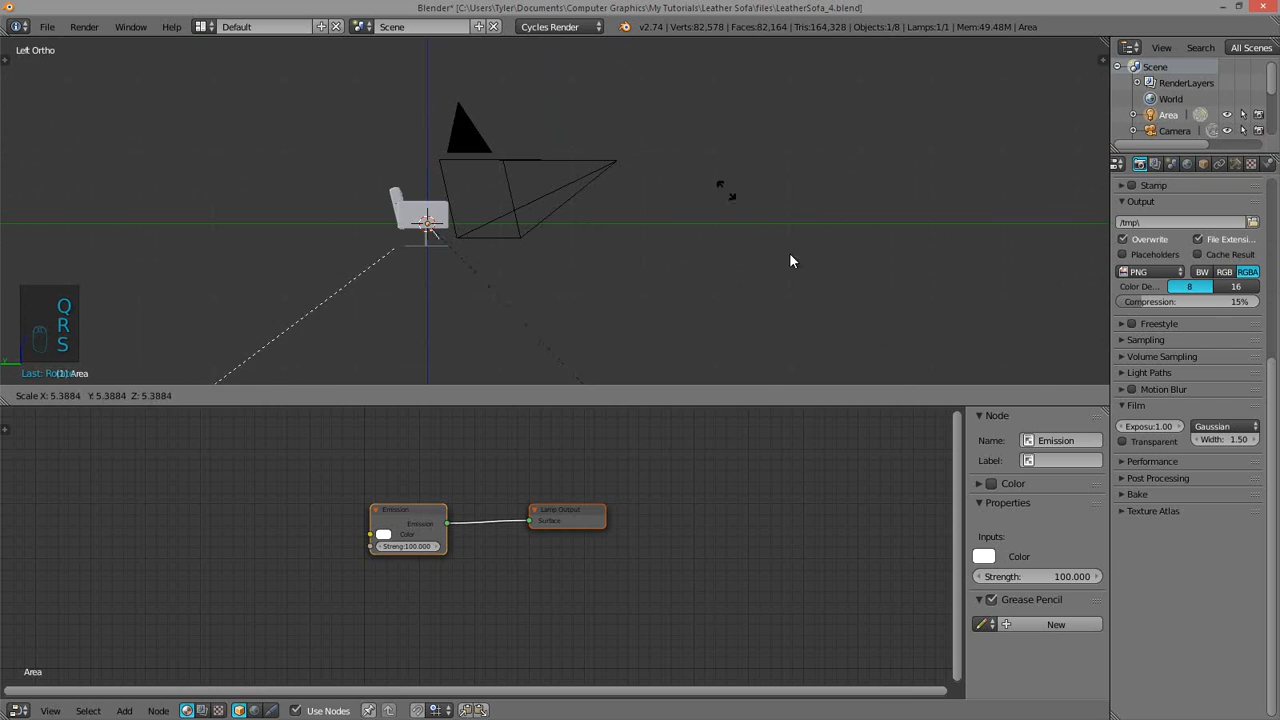 Blender* [C:\Users\Tyler\Documents\Computer Graphics\My Tutorials\Leather Sofa\files\LeatherSofa_4.blend]
File Render Window Help Default Scene Cycles Render v2.74 | Verts:82,578 | Faces:82,164 | Tris:164,328 | Objects:1/8 | Lamps:1/1 | Mem:49.48M | Area
View Search All Scenes
Left Ortho
Scene
RenderLayers
World
Area
Camera
Stamp
Output
/tmp\
Overwrite File Extensi...
Placeholders Cache Result
PNG BW RGB RGBA
Color De... 8 16
Compression: 15%
Freestyle
Sampling
Volume Sampling
Light Paths
Motion Blur
Film
Exposu:1.00 Gaussian
Transparent Width: 1.50
Performance
Post Processing
Bake
Texture Atlas
Q
R
S
(1) Area
Scale X: 5.3884 Y: 5.3884 Z: 5.3884
Emission
Emission
Color
Streng:100.000
Lamp Output
Surface
Node
Name: Emission
Label:
Color
Properties
Inputs:
Color
Strength: 100.000
Grease Pencil
New
Area
View Select Add Node Use Nodes